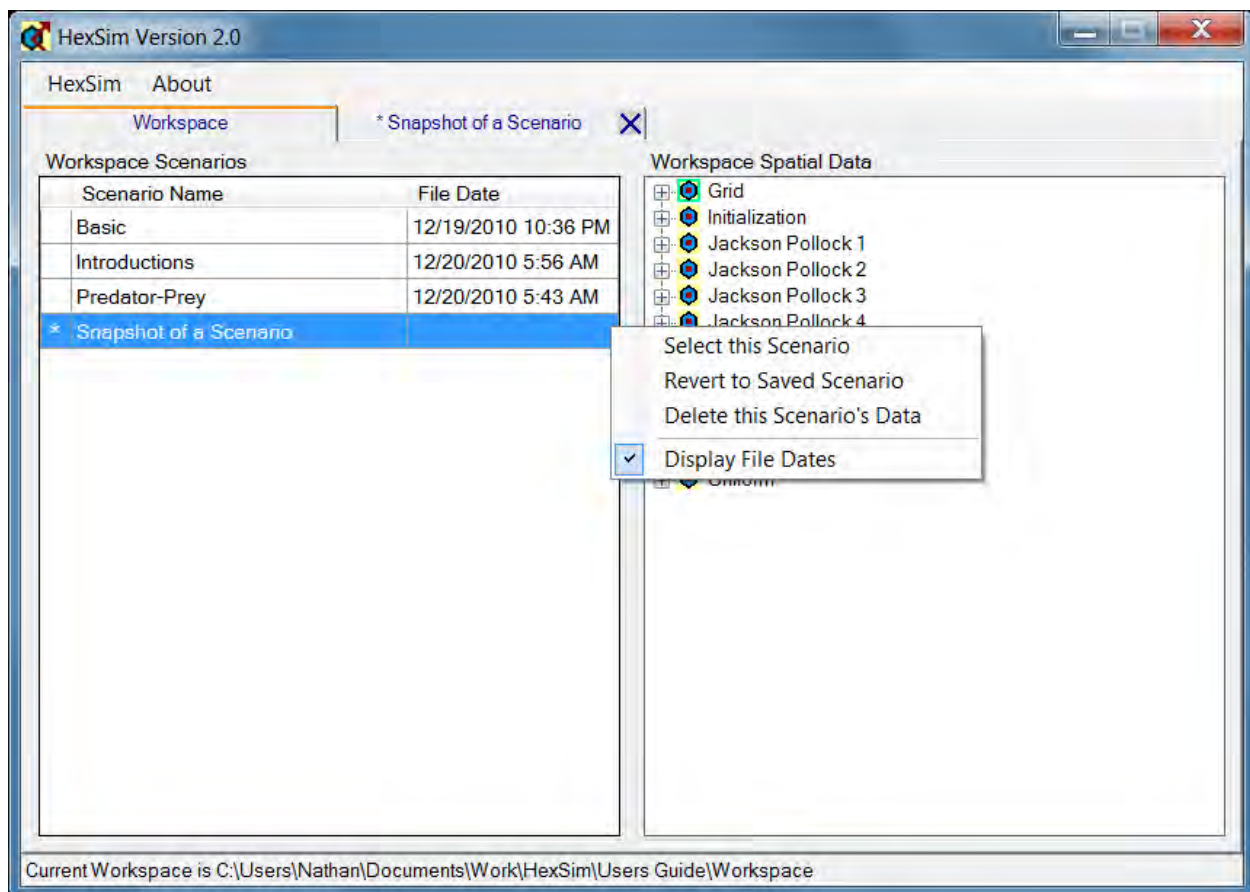 HexSim Version 2.0
HexSim About
Workspace
* Snapshot of a Scenario
Workspace Scenarios
Scenario Name File Date
Basic 12/19/2010 10:36 PM
Introductions 12/20/2010 5:56 AM
Predator-Prey 12/20/2010 5:43 AM
* Snapshot of a Scenario
Workspace Spatial Data
Grid
Initialization
Jackson Pollock 1
Jackson Pollock 2
Jackson Pollock 3
Jackson Pollock 4
Select this Scenario
Revert to Saved Scenario
Delete this Scenario's Data
Display File Dates
Uniform
Current Workspace is C:\Users\Nathan\Documents\Work\HexSim\Users Guide\Workspace